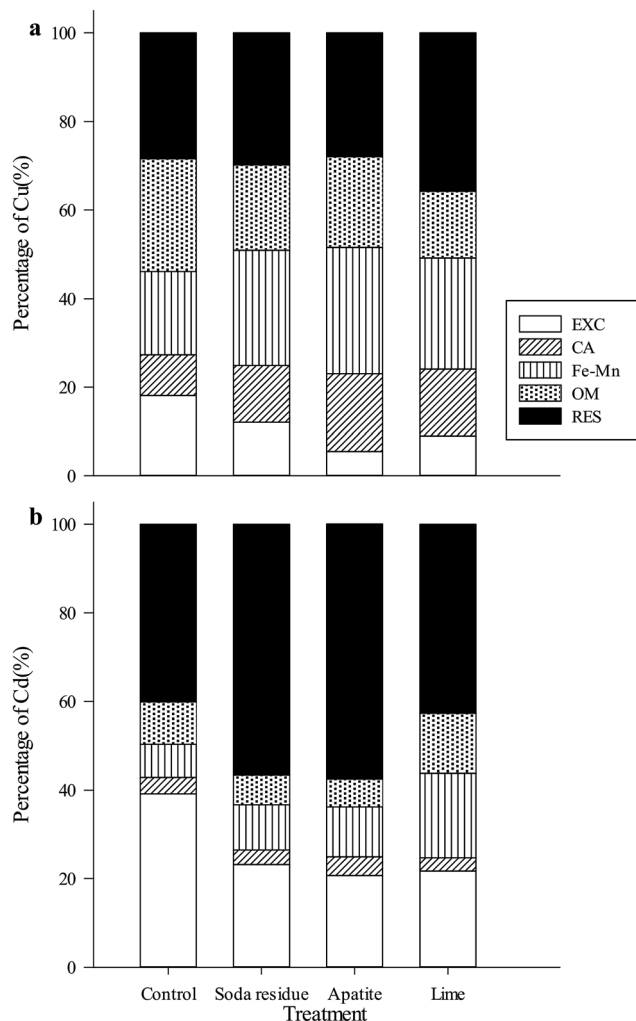 a
100
80
60
40
20
0
Percentage of Cu(%)
EXC
CA
Fe-Mn
OM
RES
b
100
80
60
40
20
0
Percentage of Cd(%)
Control Soda residue Apatite Lime
Treatment